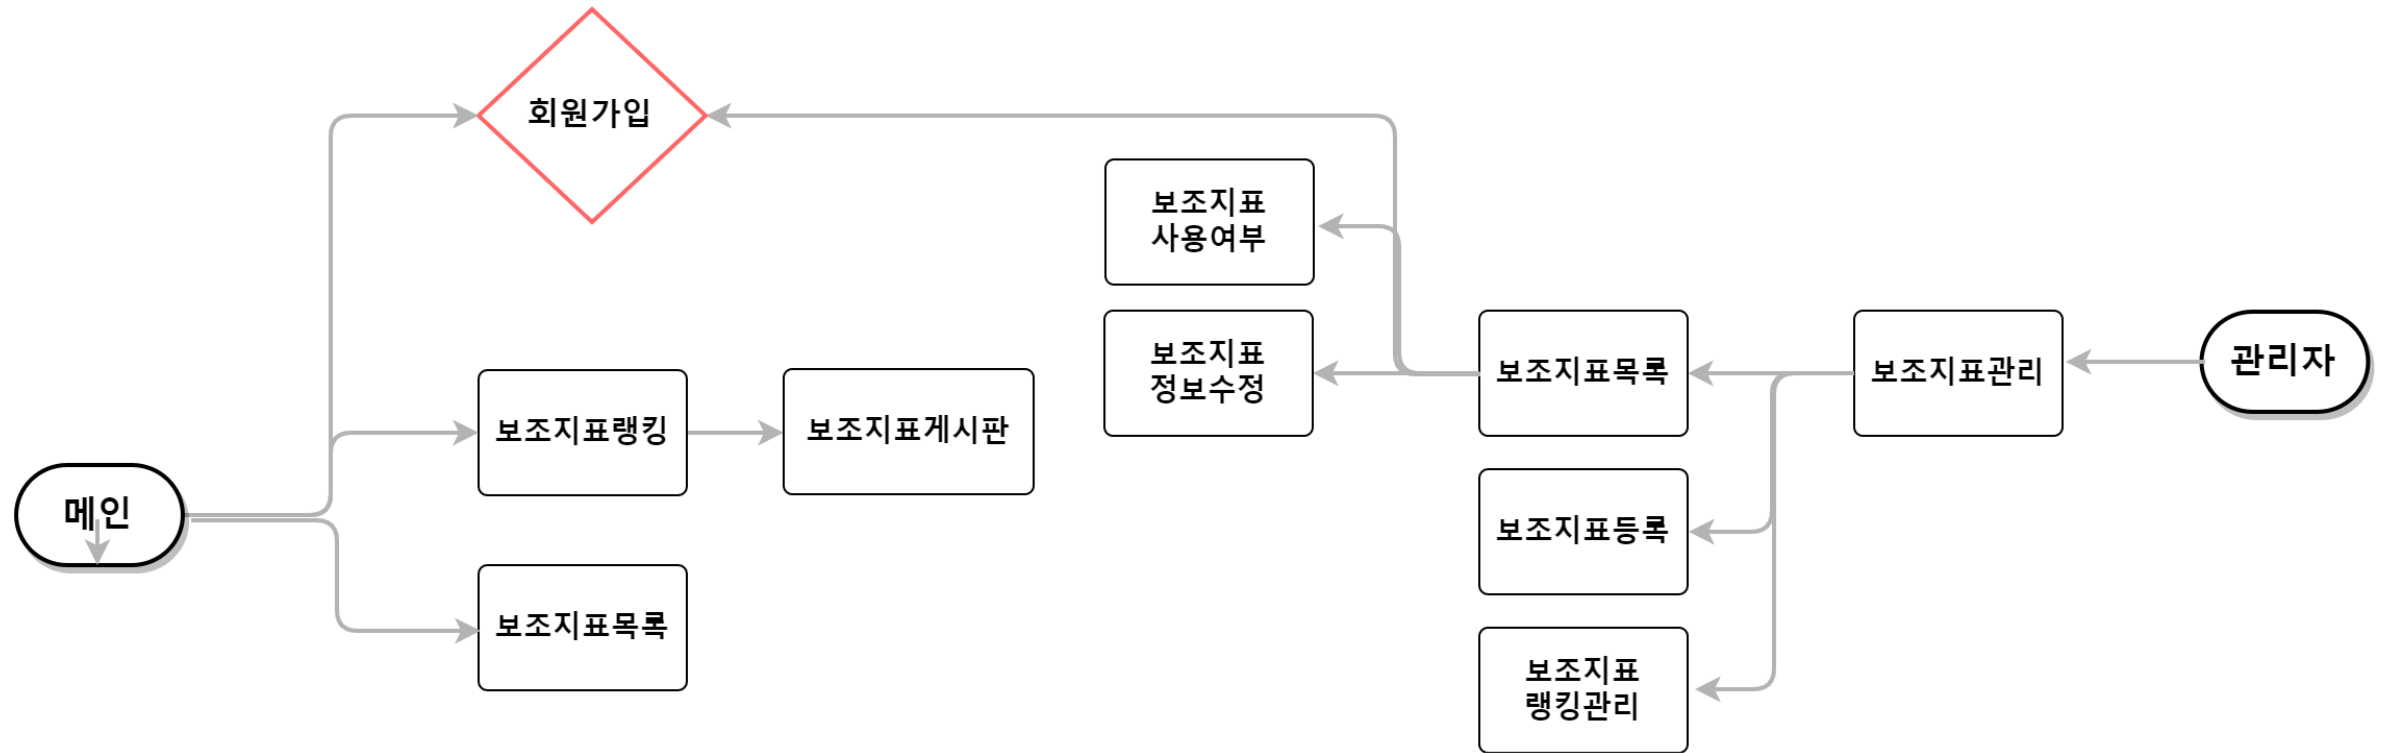 회원가입
보조지표
사용여부
보조지표
정보수정
보조지표목록
보조지표관리
관리자
보조지표랭킹
보조지표게시판
메인
보조지표등록
보조지표목록
보조지표
랭킹관리